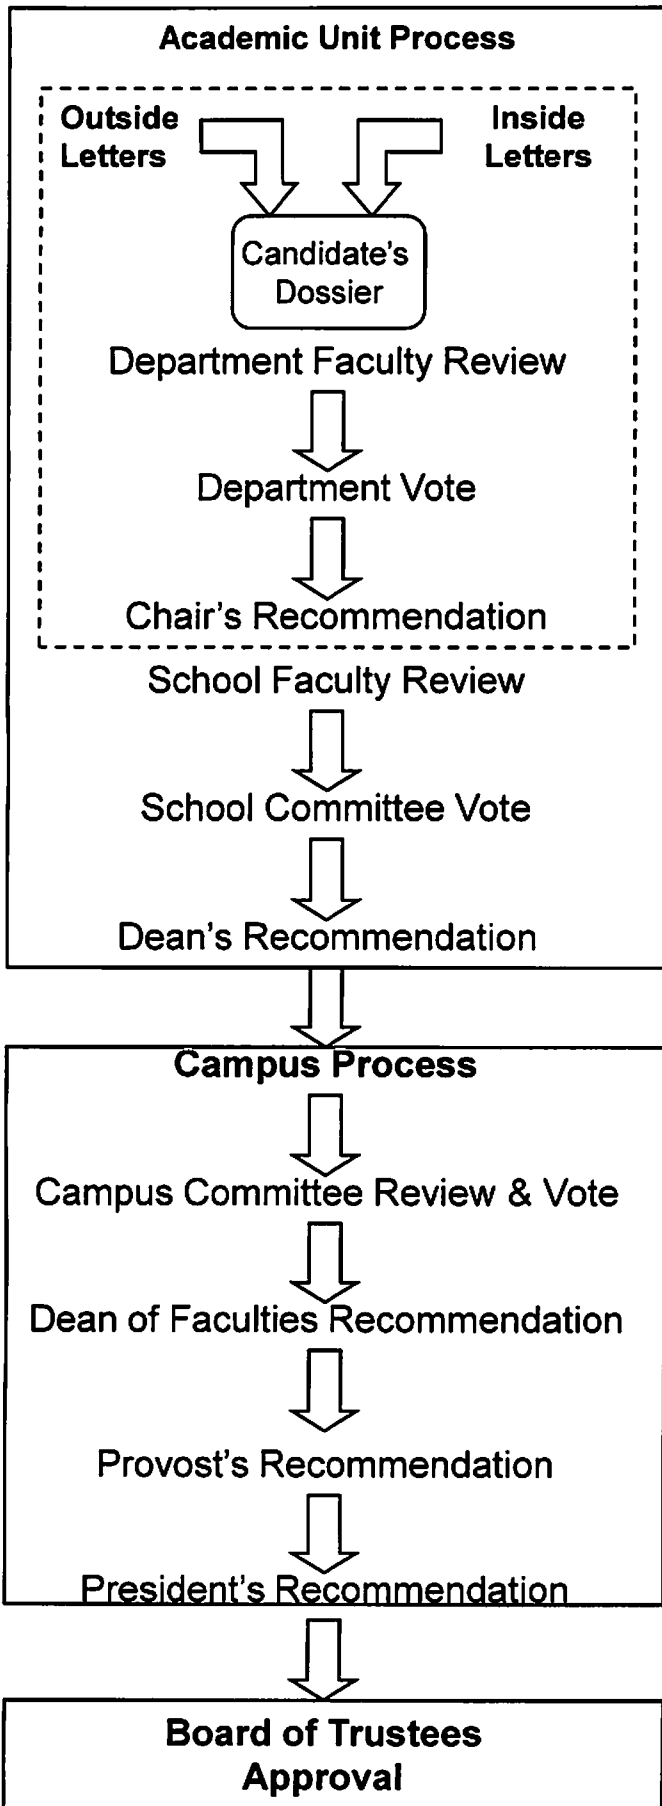 Academic Unit Process
Outside
Letters
Inside
Letters
Candidate's
Dossier
Department Faculty Review
Department Vote
Chair's Recommendation
School Faculty Review
School Committee Vote
Dean's Recommendation
Campus Process
Campus Committee Review & Vote
Dean of Faculties Recommendation
Provost's Recommendation
President's Recommendation
Board of Trustees
Approval